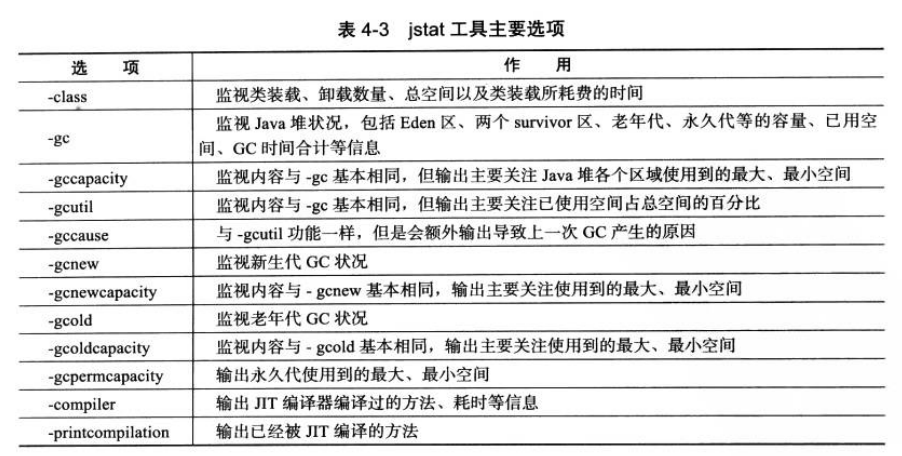 表 4-3 jstat 工具主要选项
选 项 作 用
-class 监视类装载、卸载数量、总空间以及类装载所耗费的时间
-gc 监视 Java 堆状况，包括 Eden 区、两个 survivor 区、老年代、永久代等的容量、已用空
间、GC 时间合计等信息
-gccapacity 监视内容与 -gc 基本相同，但输出主要关注 Java 堆各个区域使用到的最大、最小空间
-gcutil 监视内容与 -gc 基本相同，但输出主要关注已使用空间占总空间的百分比
-gccause 与 -gcutil 功能一样，但是会额外输出导致上一次 GC 产生的原因
-gcnew 监视新生代 GC 状况
-gcnewcapacity 监视内容与 - gcnew 基本相同，输出主要关注使用到的最大、最小空间
-gcold 监视老年代 GC 状况
-gcoldcapacity 监视内容与 - gcold 基本相同，输出主要关注使用到的最大、最小空间
-gcpermcapacity 输出永久代使用到的最大、最小空间
-compiler 输出 JIT 编译器编译过的方法、耗时等信息
-printcompilation 输出已经被 JIT 编译的方法